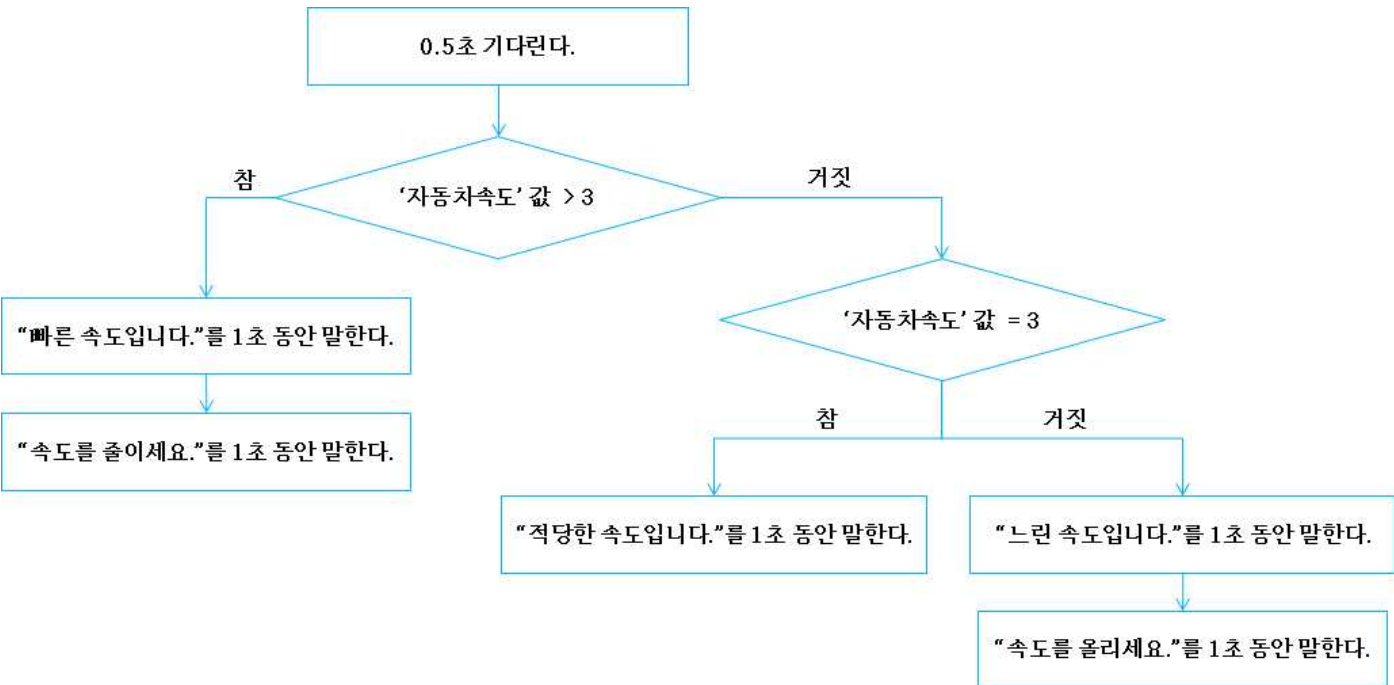 0.5초 기다린다.
참
‘자동차속도’ 값 > 3
거짓
“빠른 속도입니다.”를 1초 동안 말한다.
‘자동차속도’ 값 = 3
“속도를 줄이세요.”를 1초 동안 말한다.
참
거짓
“적당한 속도입니다.”를 1초 동안 말한다.
“느린 속도입니다.”를 1초 동안 말한다.
“속도를 올리세요.”를 1초 동안 말한다.